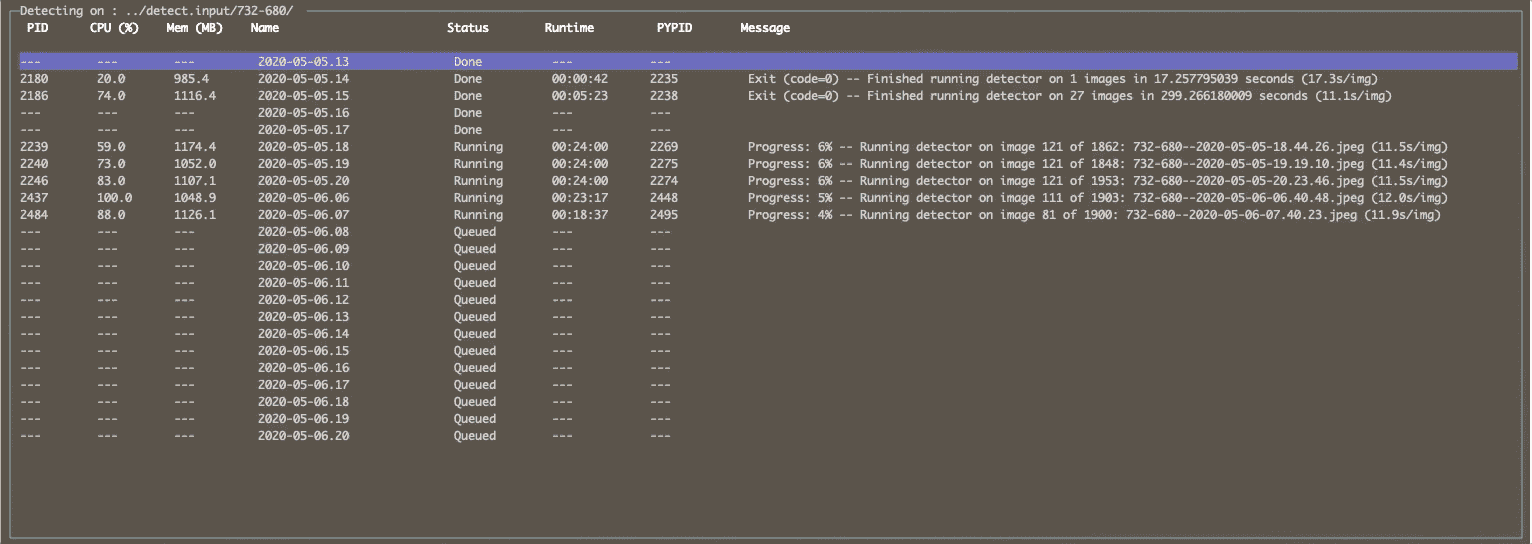 Detecting on : ../detect.input/732-680/
PID CPU (%) Mem (MB) Name Status Runtime PYPID Message
--- --- --- 2020-05-05.13 Done --- ---
2180 20.0 985.4 2020-05-05.14 Done 00:00:42 2235 Exit (code=0) -- Finished running detector on 1 images in 17.257795039 seconds (17.3s/img)
2186 74.0 1116.4 2020-05-05.15 Done 00:05:23 2238 Exit (code=0) -- Finished running detector on 27 images in 299.266180009 seconds (11.1s/img)
--- --- --- 2020-05-05.16 Done --- ---
--- --- --- 2020-05-05.17 Done --- ---
2239 59.0 1174.4 2020-05-05.18 Running 00:24:00 2269 Progress: 6% -- Running detector on image 121 of 1862: 732-680--2020-05-05-18.44.26.jpeg (11.5s/img)
2240 73.0 1052.0 2020-05-05.19 Running 00:24:00 2275 Progress: 6% -- Running detector on image 121 of 1848: 732-680--2020-05-05-19.19.10.jpeg (11.4s/img)
2246 83.0 1107.1 2020-05-05.20 Running 00:24:00 2274 Progress: 6% -- Running detector on image 121 of 1953: 732-680--2020-05-05-20.23.46.jpeg (11.5s/img)
2437 100.0 1048.9 2020-05-06.06 Running 00:23:17 2448 Progress: 5% -- Running detector on image 111 of 1903: 732-680--2020-05-06-06.40.48.jpeg (12.0s/img)
2484 88.0 1126.1 2020-05-06.07 Running 00:18:37 2495 Progress: 4% -- Running detector on image 81 of 1900: 732-680--2020-05-06-07.40.23.jpeg (11.9s/img)
--- --- --- 2020-05-06.08 Queued --- ---
--- --- --- 2020-05-06.09 Queued --- ---
--- --- --- 2020-05-06.10 Queued --- ---
--- --- --- 2020-05-06.11 Queued --- ---
--- --- --- 2020-05-06.12 Queued --- ---
--- --- --- 2020-05-06.13 Queued --- ---
--- --- --- 2020-05-06.14 Queued --- ---
--- --- --- 2020-05-06.15 Queued --- ---
--- --- --- 2020-05-06.16 Queued --- ---
--- --- --- 2020-05-06.17 Queued --- ---
--- --- --- 2020-05-06.18 Queued --- ---
--- --- --- 2020-05-06.19 Queued --- ---
--- --- --- 2020-05-06.20 Queued --- ---